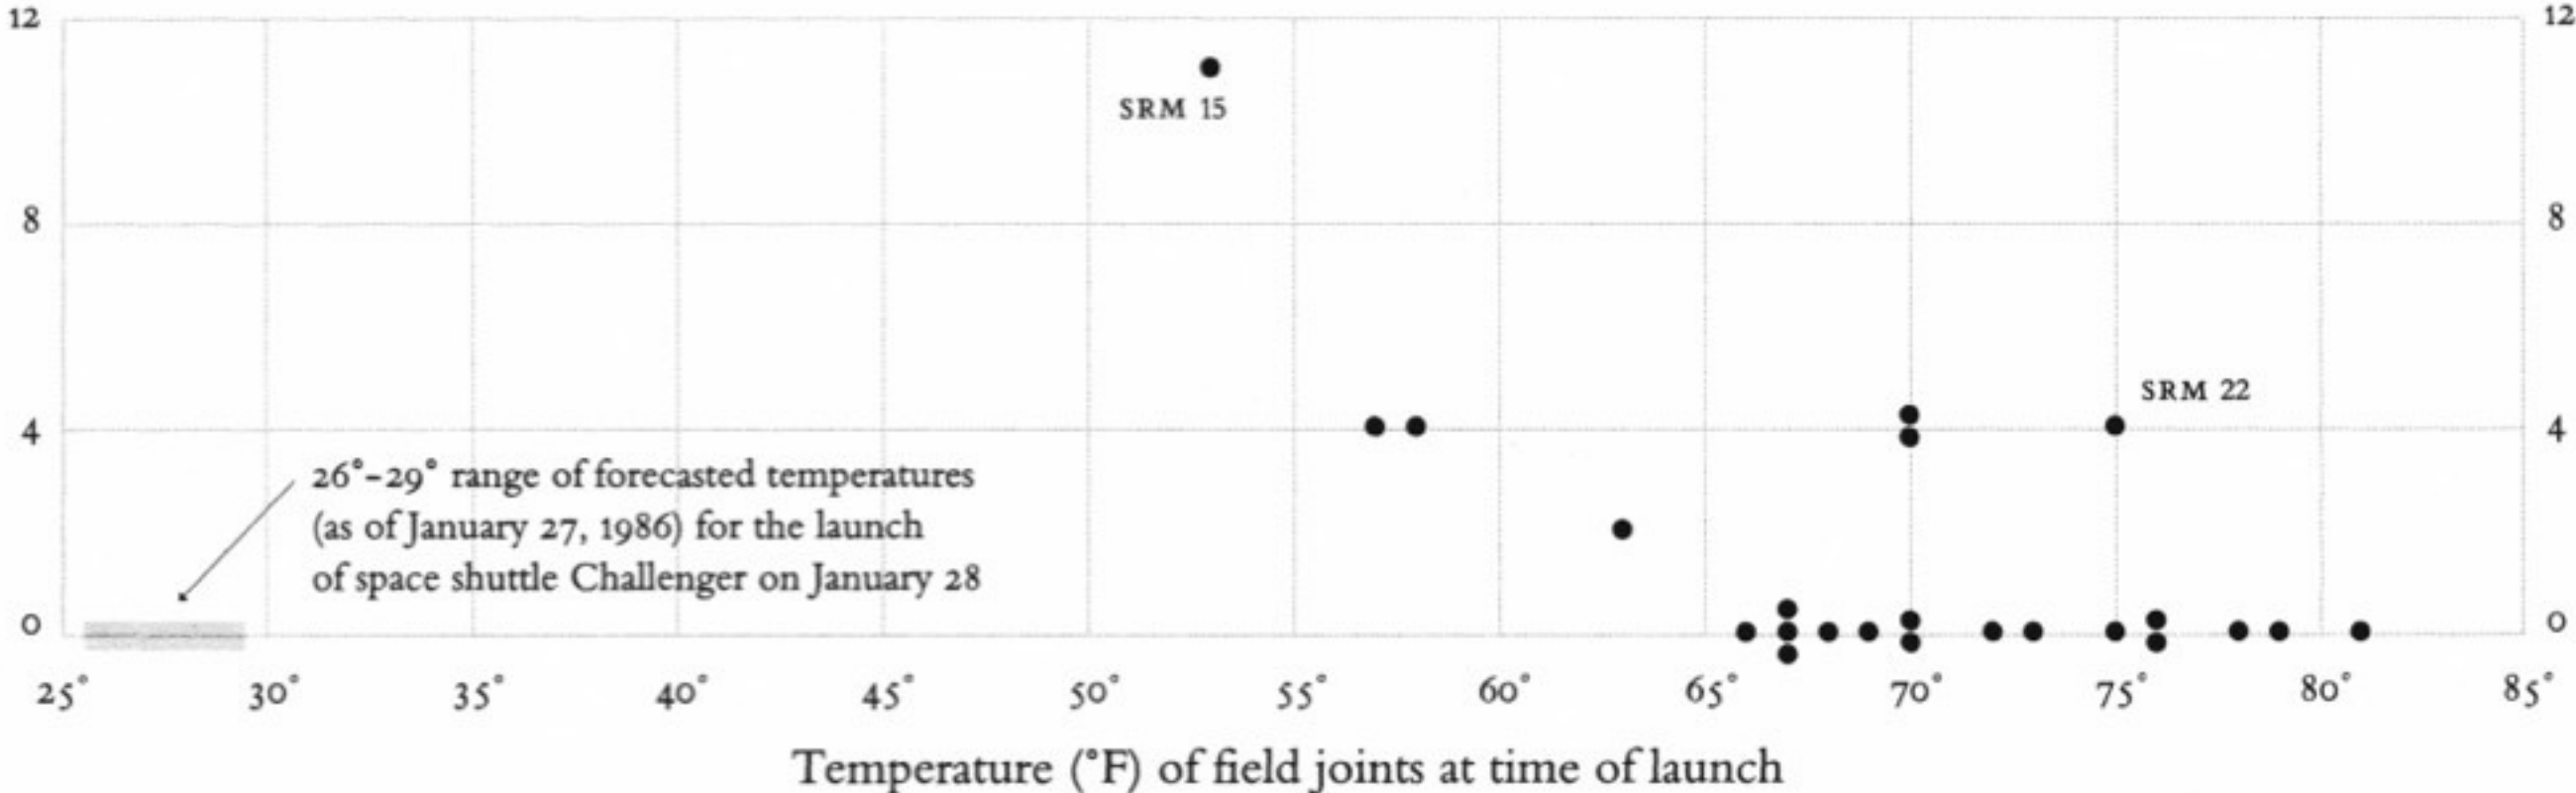 12 12
SRM 15
8 8
SRM 22
4 4
26°-29° range of forecasted temperatures
(as of January 27, 1986) for the launch
of space shuttle Challenger on January 28
0 0
25° 30° 35° 40° 45° 50° 55° 60° 65° 70° 75° 80° 85°
Temperature (°F) of field joints at time of launch